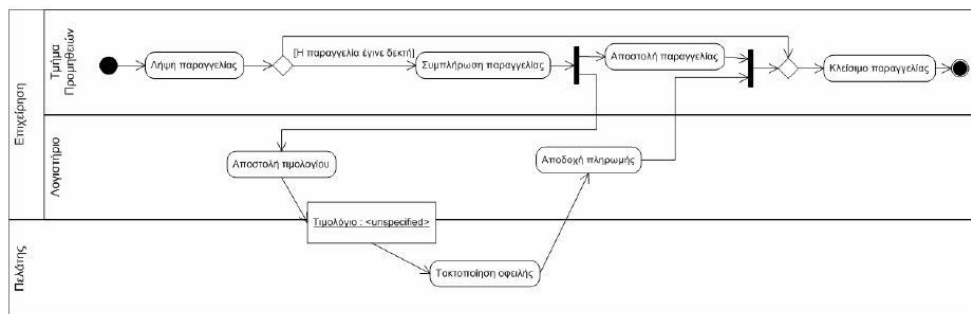 Επιχείρηση
Τμήμα
Προμηθειών
Λήψη παραγγελίας
[Η παραγγελία έγινε δεκτή]
Συμπλήρωση παραγγελίας
Αποστολή παραγγελίας
Κλείσιμο παραγγελίας
Λογιστήριο
Αποστολή τιμολογίου
Αποδοχή πληρωμής
Τιμολόγιο : <unspecified>
Πελάτης
Τακτοποίηση οφειλής